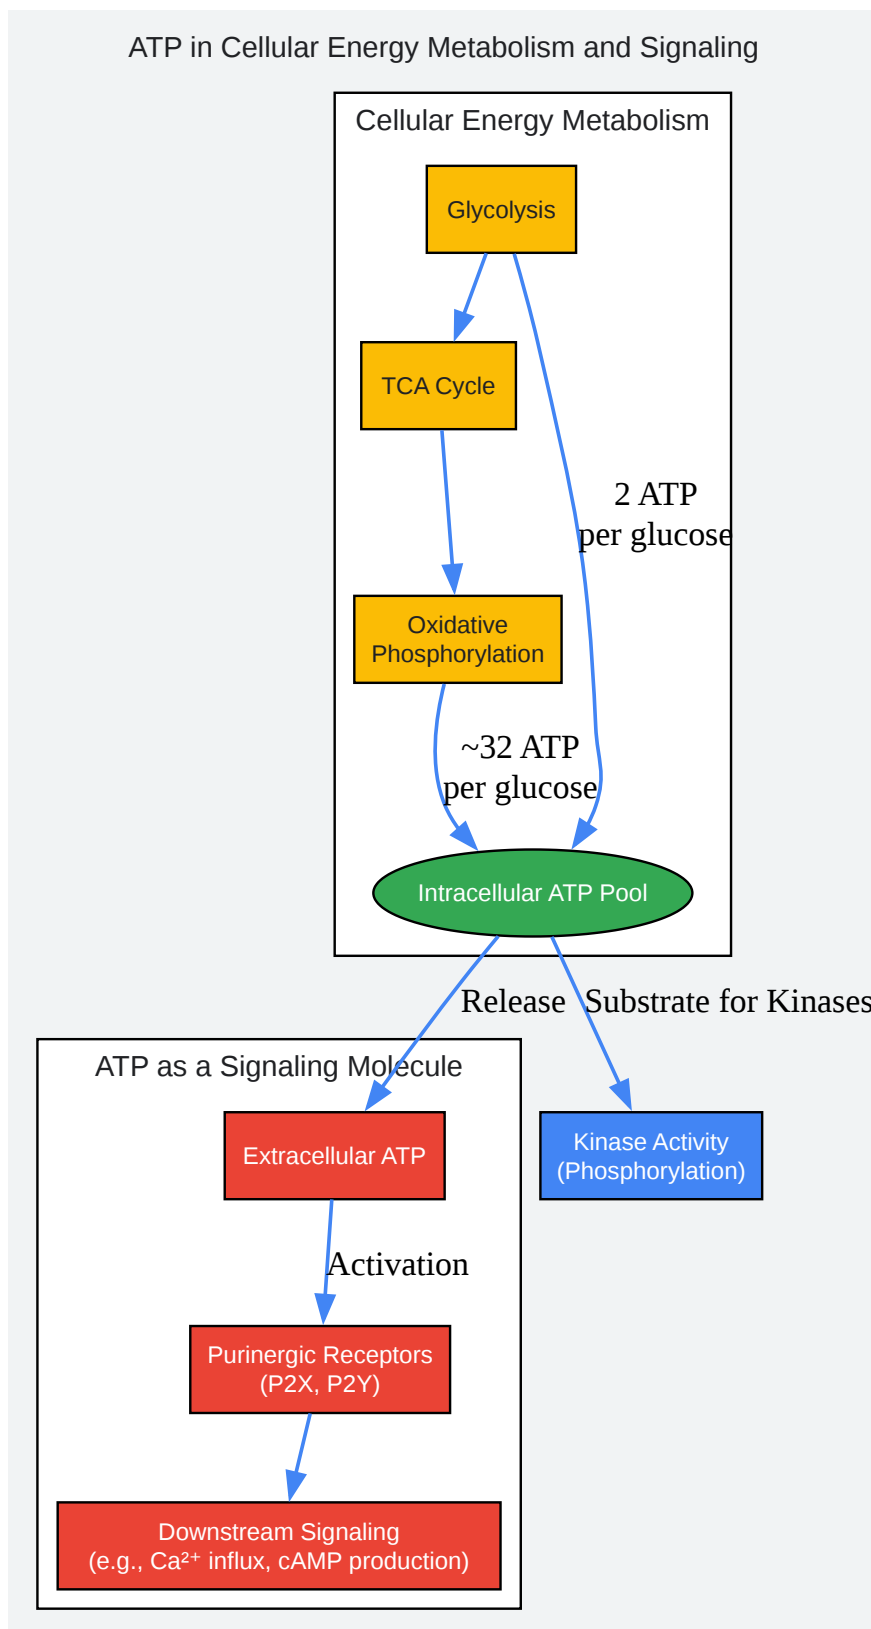 ATP in Cellular Energy Metabolism and Signaling
Cellular Energy Metabolism
Glycolysis
TCA Cycle
2 ATP
per glucose
Oxidative
Phosphorylation
~32 ATP
per glucose
Intracellular ATP Pool
Release
Substrate for Kinases
ATP as a Signaling Molecule
Extracellular ATP
Kinase Activity
(Phosphorylation)
Activation
Purinergic Receptors
(P2X, P2Y)
Downstream Signaling
(e.g., Ca²⁺ influx, cAMP production)